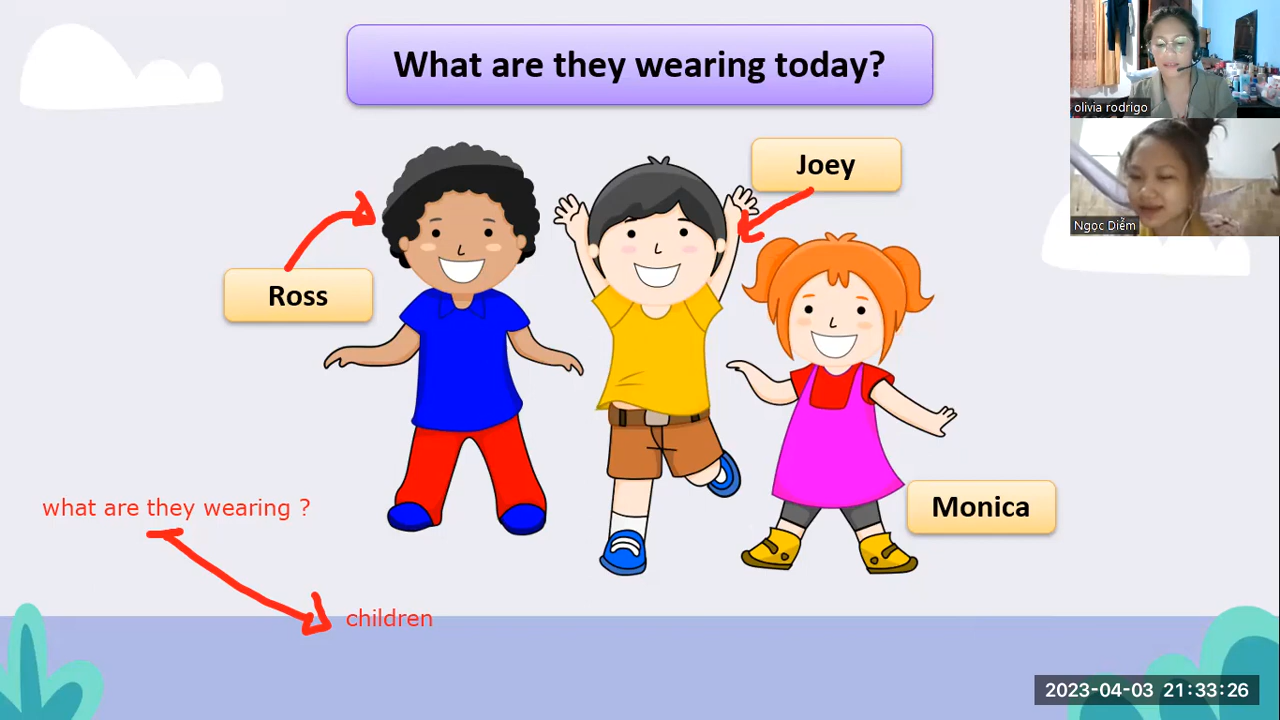 What are they wearing today?
olivia rodrigo
Joey
Ngọc Diễm
Ross
what are they wearing ?
Monica
children
2023-04-03 21:33:26